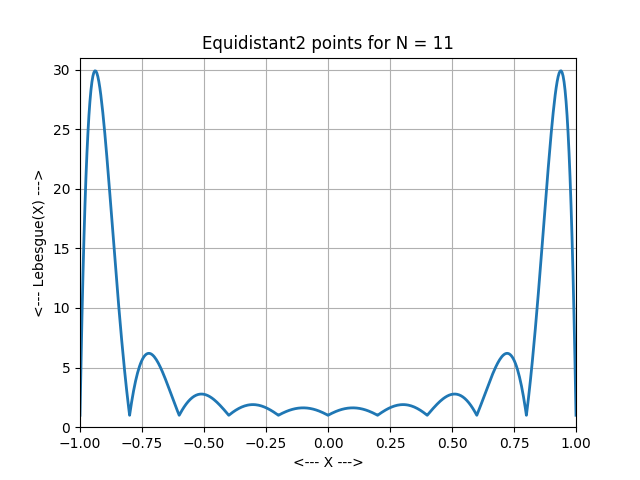 Equidistant2 points for N = 11
<--- Lebesgue(X) --->
30
25
20
15
10
5
0
−1.00 −0.75 −0.50 −0.25 0.00 0.25 0.50 0.75 1.00
<--- X --->